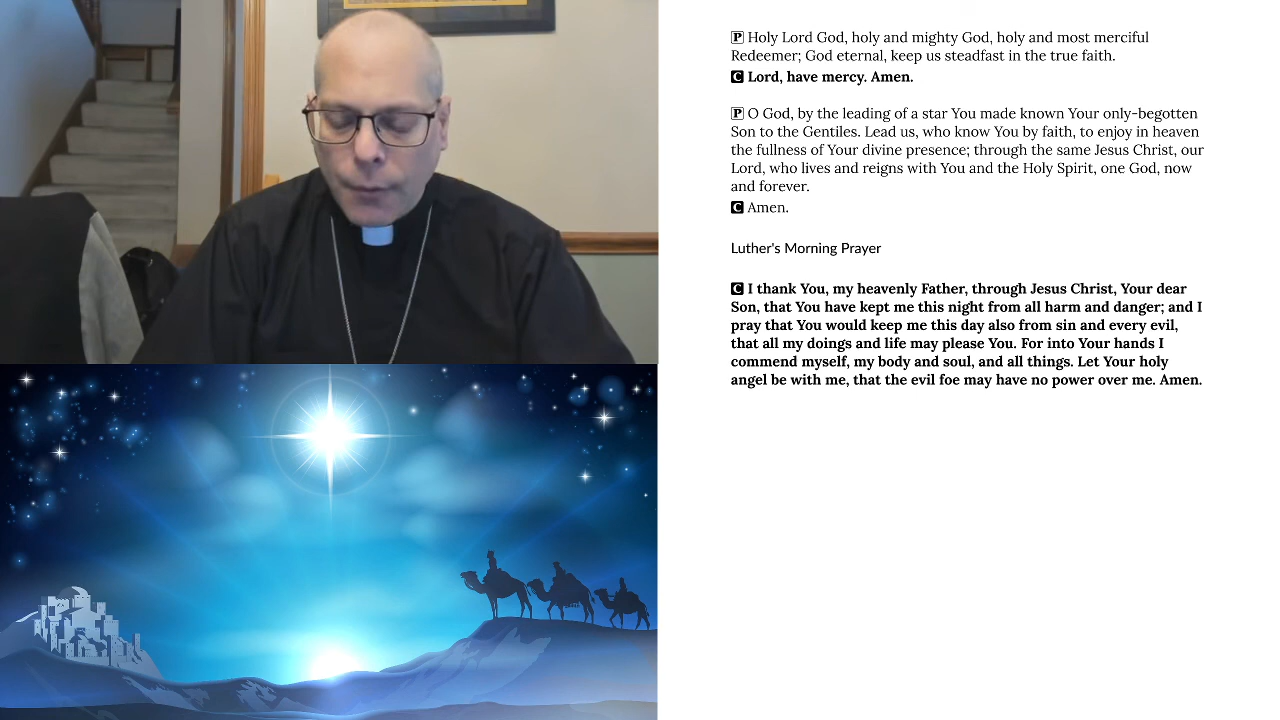 P Holy Lord God, holy and mighty God, holy and most merciful
Redeemer; God eternal, keep us steadfast in the true faith.
C Lord, have mercy. Amen.
P O God, by the leading of a star You made known Your only-begotten
Son to the Gentiles. Lead us, who know You by faith, to enjoy in heaven
the fullness of Your divine presence; through the same Jesus Christ, our
Lord, who lives and reigns with You and the Holy Spirit, one God, now
and forever.
C Amen.
Luther's Morning Prayer
C I thank You, my heavenly Father, through Jesus Christ, Your dear
Son, that You have kept me this night from all harm and danger; and I
pray that You would keep me this day also from sin and every evil,
that all my doings and life may please You. For into Your hands I
commend myself, my body and soul, and all things. Let Your holy
angel be with me, that the evil foe may have no power over me. Amen.